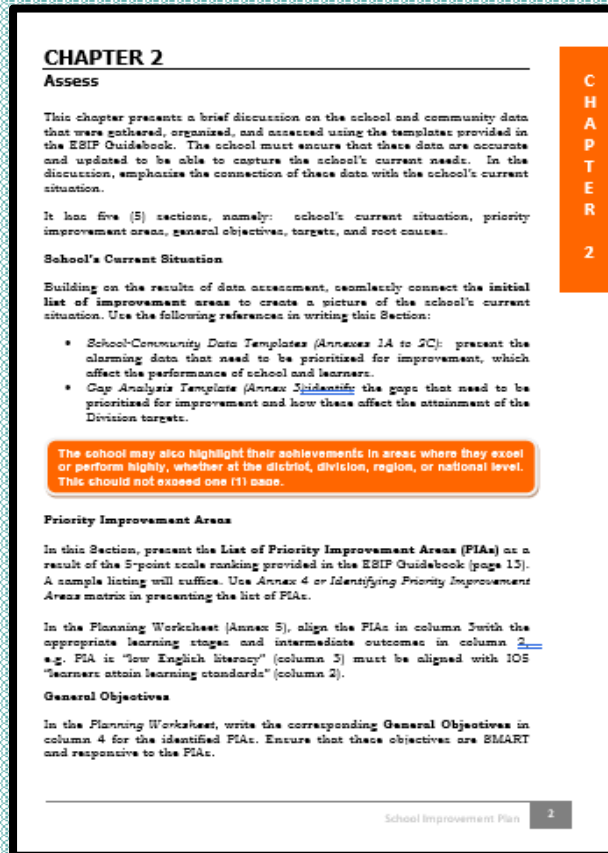 CHAPTER 2
Assess
CHAPTER 2
This chapter presents a brief discussion on the school and community data
that were gathered, organized, and assessed using the templates provided in
the ESIP Guidebook. The school must ensure that these data are accurate
and updated to be able to capture the school's current needs. In the
discussion, emphasize the connection of these data with the school's current
situation.
It has five (5) sections, namely: school's current situation, priority
improvement areas, general objectives, targets, and root causes.
School's Current Situation
Building on the results of data assessment, seamlessly connect the initial
list of improvement areas to create a picture of the school's current
situation. Use the following references in writing this Section:
• School-Community Data Templates (Annexes 1A to 2C): present the
alarming data that need to be prioritized for improvement, which
affect the performance of school and learners.
• Gap Analysis Template (Annex 3):identify the gaps that need to be
prioritized for improvement and how these affect the attainment of the
Division targets.
The school may also highlight their achievements in areas where they excel
or perform highly, whether at the district, division, region, or national level.
This should not exceed one (1) page.
Priority Improvement Areas
In this Section, present the List of Priority Improvement Areas (PIAs) as a
result of the 5-point scale ranking provided in the ESIP Guidebook (page 13).
A sample listing will suffice. Use Annex 4 or Identifying Priority Improvement
Areas matrix in presenting the list of PIAs.
In the Planning Worksheet (Annex 5), align the PIAs in column 3with the
appropriate learning stages and intermediate outcomes in column 2,
e.g. PIA is "low English literacy" (column 3) must be aligned with IO5
"learners attain learning standards" (column 2).
General Objectives
In the Planning Worksheet, write the corresponding General Objectives in
column 4 for the identified PIAs. Ensure that these objectives are SMART
and responsive to the PIAs.
School Improvement Plan 2